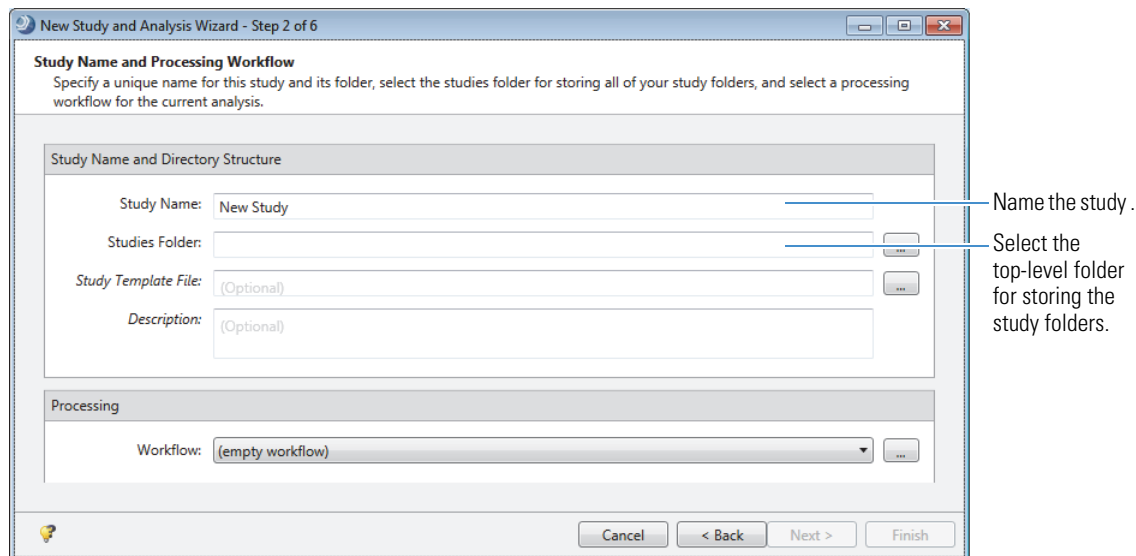 New Study and Analysis Wizard - Step 2 of 6
Study Name and Processing Workflow
Specify a unique name for this study and its folder, select the studies folder for storing all of your study folders, and select a processing
workflow for the current analysis.
Study Name and Directory Structure
Study Name: New Study
Name the study .
Studies Folder: ...
Select the
top-level folder
for storing the
study folders.
Study Template File: (Optional) ...
Description: (Optional)
Processing
Workflow: (empty workflow) ...
Cancel < Back Next > Finish